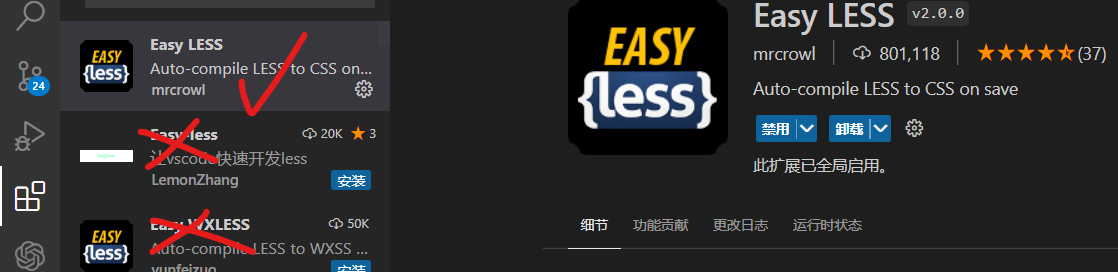 Easy LESS
Auto-compile LESS to CSS on...
mrcrowl
24
Easy-less
20K
3
让vscode快速开发less
LemonZhang
安装
Easy WXLESS
50K
Auto-compile LESS to WXSS ...
yunfeizuo
安装
EASY
{less}
EASY
{less}
EASY
{less}
Easy LESS
v2.0.0
mrcrowl
801,118
(37)
Auto-compile LESS to CSS on save
禁用
卸载
此扩展已全局启用。
细节
功能贡献
更改日志
运行时状态